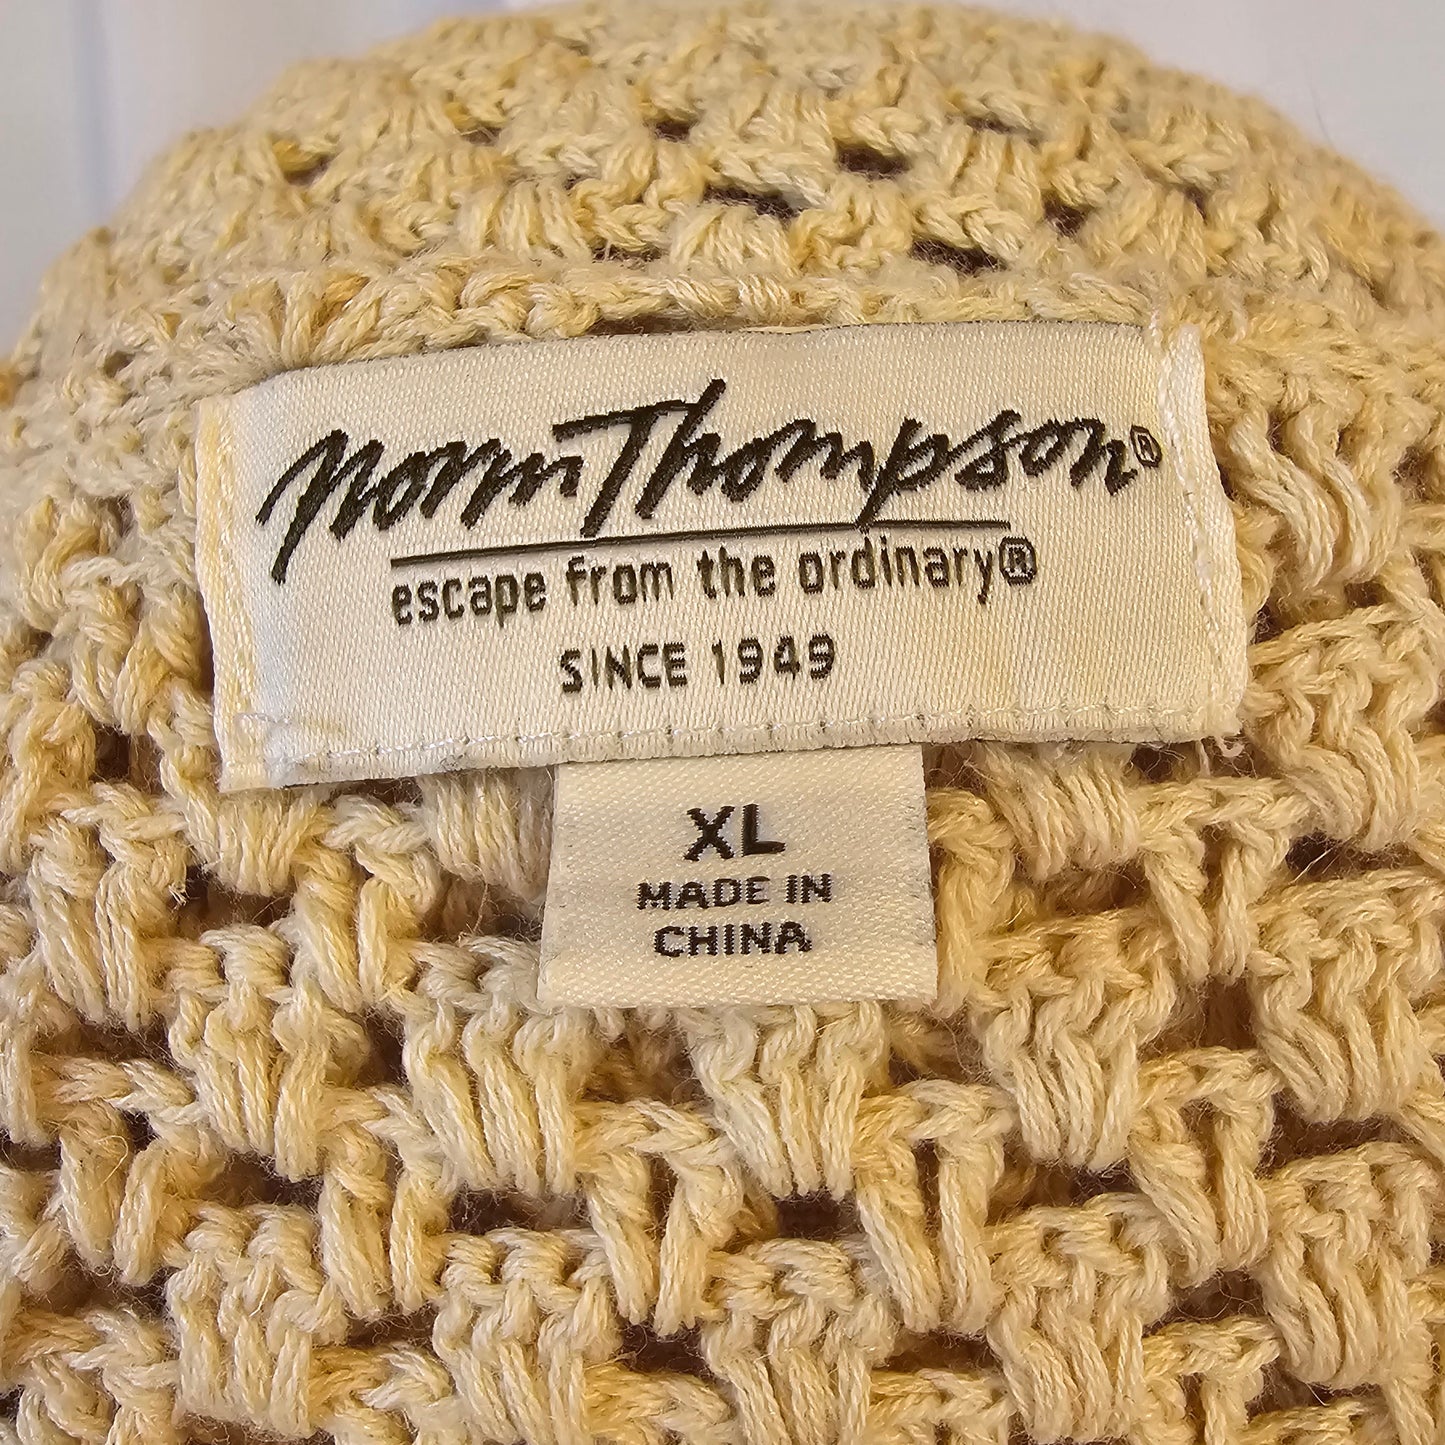 Norm Thompson®
escape from the ordinary®
SINCE 1949
XL
MADE IN
CHINA